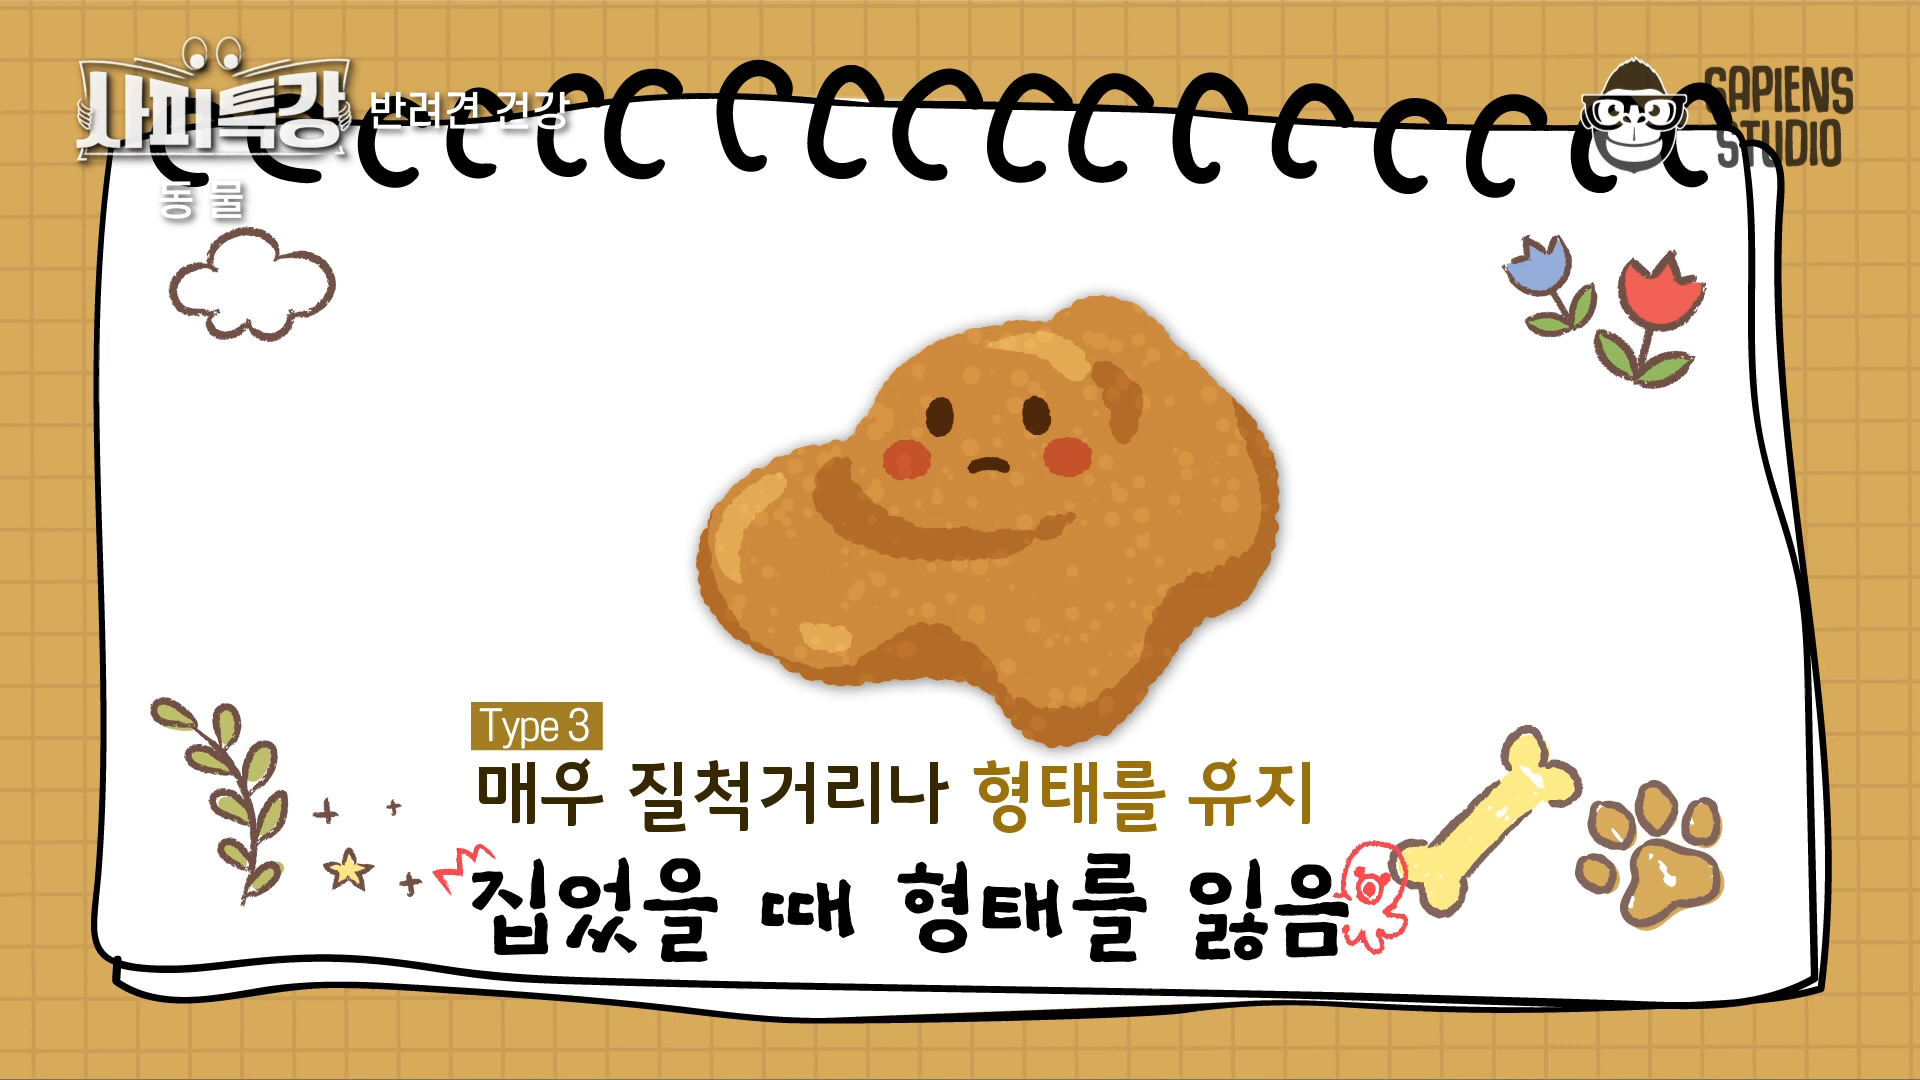 사피특강 반려견 건강
동물
SAPIENS
STUDIO
Type 3
매우 질척거리나 형태를 유지
집었을 때 형태를 잃음